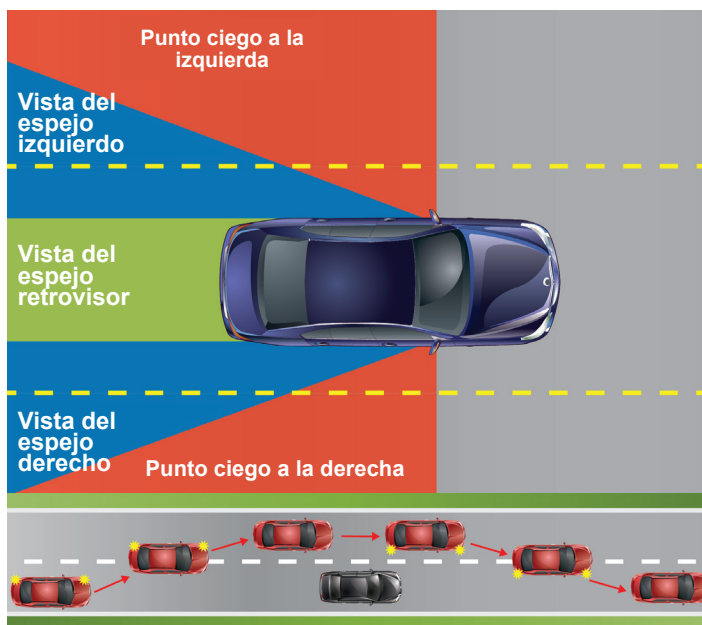 Punto ciego a la
izquierda
Vista del
espejo
izquierdo
Vista del
espejo
retrovisor
Vista del
espejo
derecho
Punto ciego a la derecha